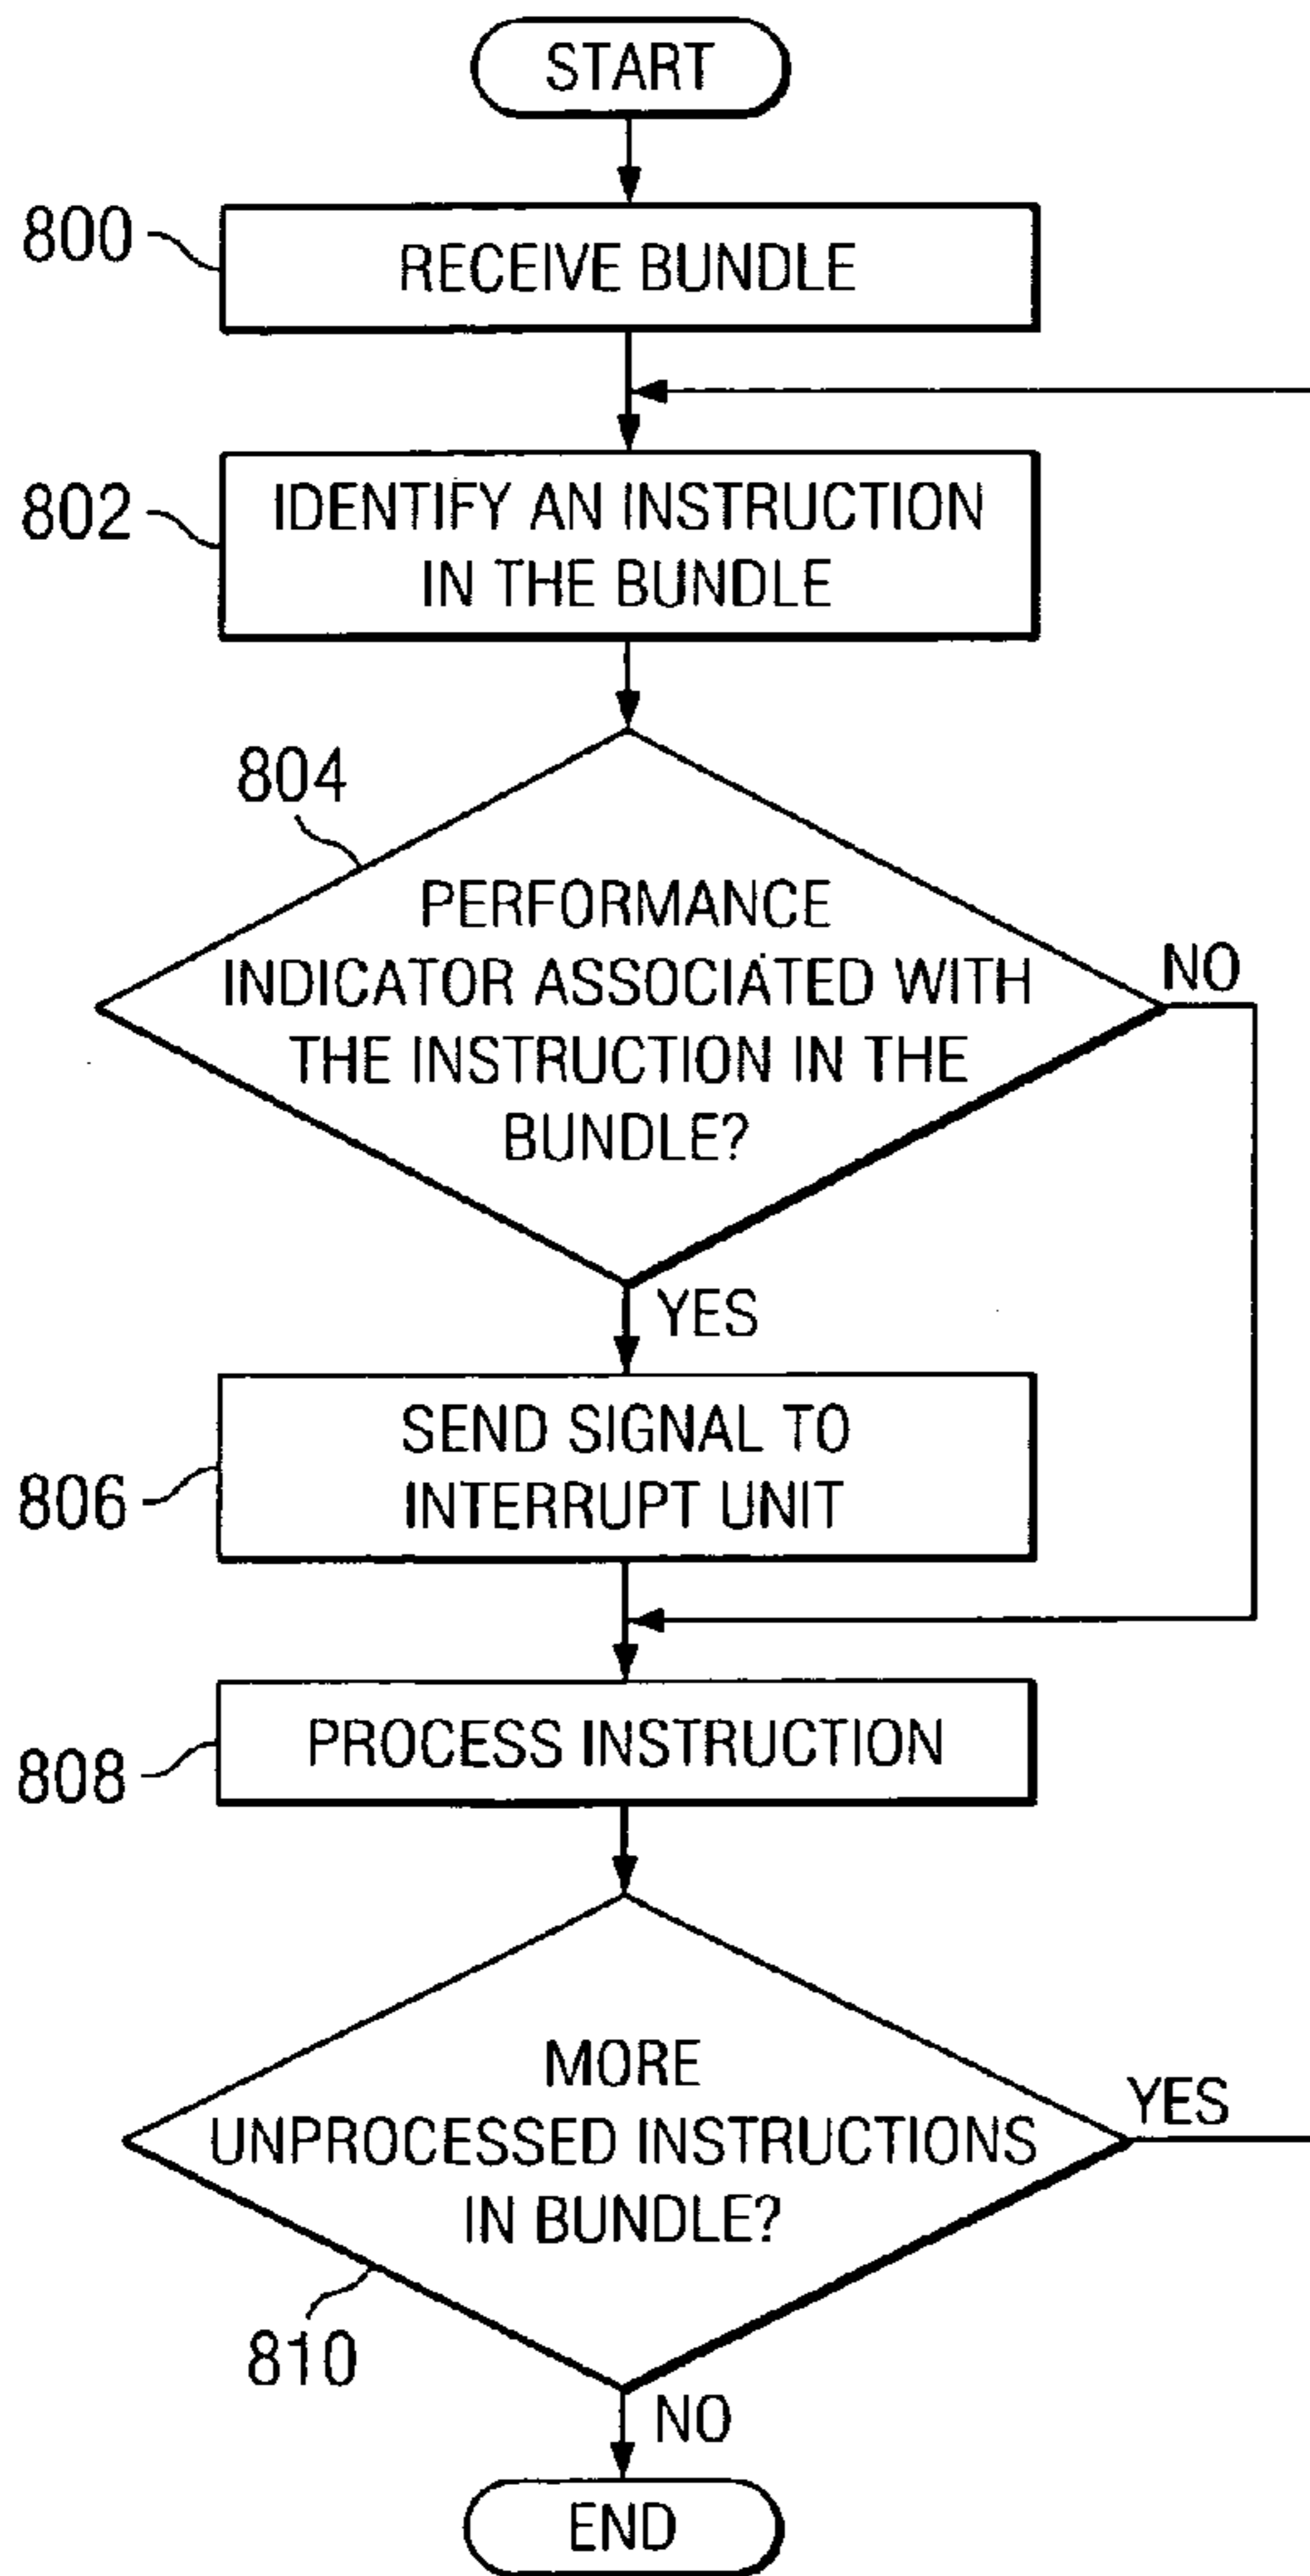 START
800
RECEIVE BUNDLE
802
IDENTIFY AN INSTRUCTION
IN THE BUNDLE
804
PERFORMANCE
INDICATOR ASSOCIATED WITH
THE INSTRUCTION IN THE
BUNDLE?
NO
YES
806
SEND SIGNAL TO
INTERRUPT UNIT
808
PROCESS INSTRUCTION
MORE
UNPROCESSED INSTRUCTIONS
IN BUNDLE?
YES
810
NO
END